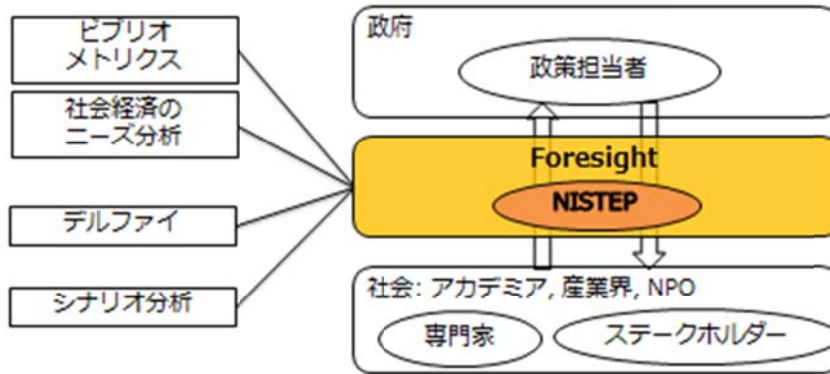 ビブリオ
メトリクス
社会経済の
ニーズ分析
デルファイ
シナリオ分析
政府
政策担当者
Foresight
NISTEP
社会: アカデミア, 産業界, NPO
専門家
ステークホルダー